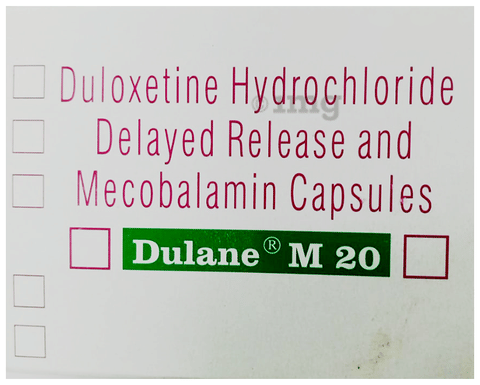 Duloxetine Hydrochloride
Delayed Release and
Mecobalamin Capsules
Dulane® M 20